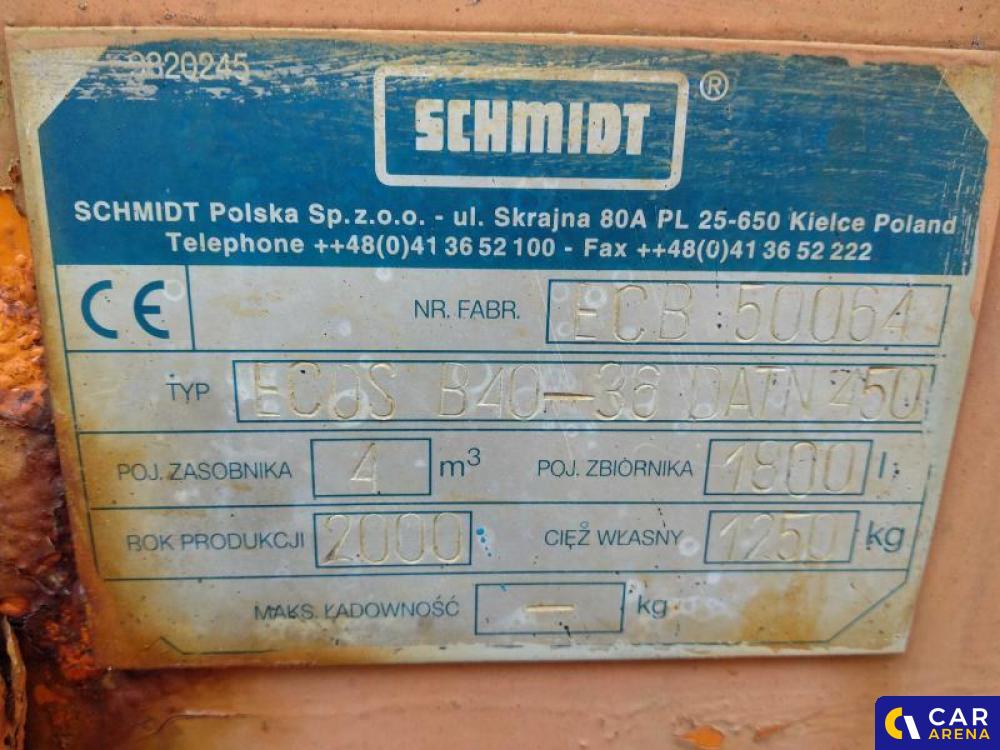 9820245
SCHMIDT ®
SCHMIDT Polska Sp.z.o.o. - ul. Skrajna 80A PL 25-650 Kielce Poland
Telephone ++48(0)41 36 52 100 - Fax ++48(0)41 36 52 222
CE NR. FABR. ECB 50064
TYP ECOS B40-36 DATN 450
POJ. ZASOBNIKA 4 m³ POJ. ZBIORNIKA 1800 l
ROK PRODUKCJI 2000 CIĘŻ WŁASNY 1250 kg
MAKS. ŁADOWNOŚĆ - kg
CAR
ARENA